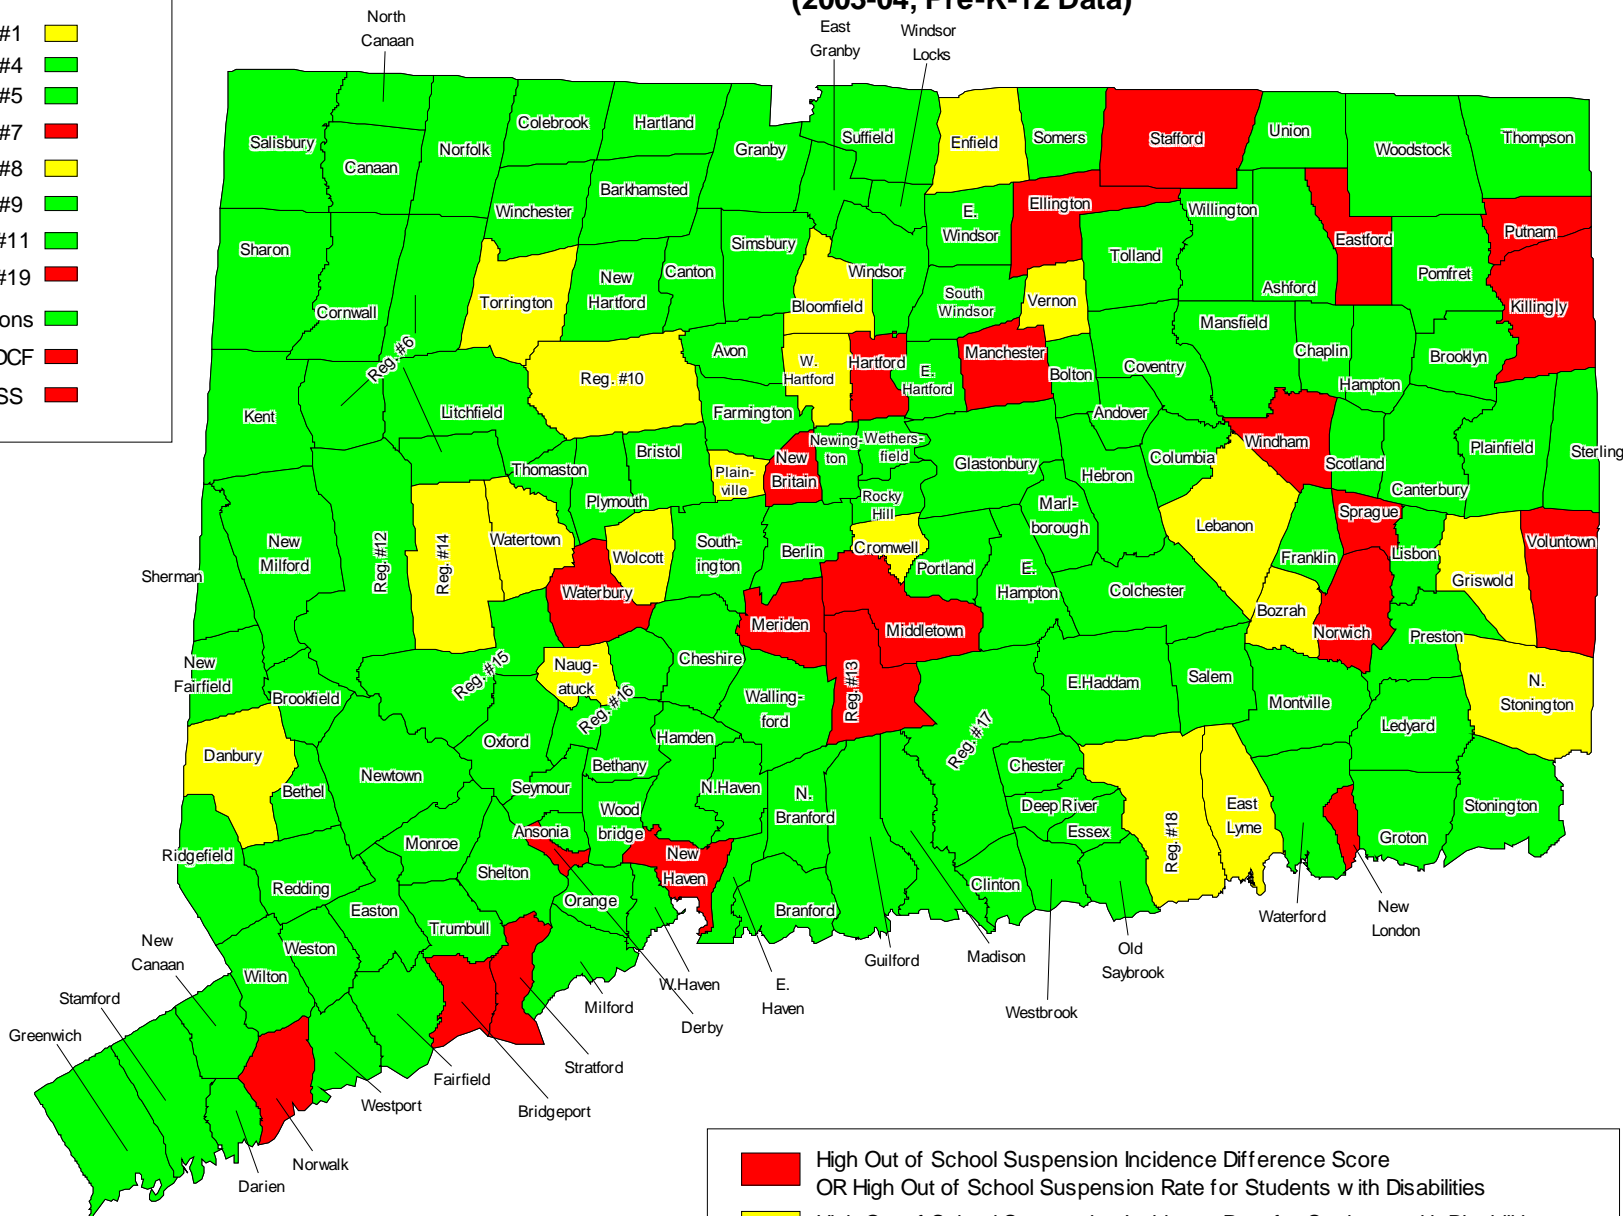 (2003-04, Pre-K-12 Data)
#1
#4
#5
#7
#8
#9
#11
#19
North
Canaan
East
Granby
Windsor
Locks
Salisbury
Canaan
Norfolk
Colebrook
Hartland
Granby
Suffield
Enfield
Somers
Stafford
Union
Woodstock
Thompson
Barkhamsted
Winchester
Sharon
Cornwall
Torrington
New
Hartford
Canton
Simsbury
Bloomfield
Windsor
E.
Windsor
Ellington
South
Windsor
Vernon
Tolland
Willington
Ashford
Eastford
Pomfret
Putnam
Killingly
Mansfield
Chaplin
Hampton
Brooklyn
Reg. #6
Kent
Litchfield
Reg. #10
Avon
W.
Hartford
Hartford
E.
Hartford
Manchester
Bolton
Coventry
Andover
Farmington
Bristol
Plain-
ville
New
Britain
Newing-
ton
Wethers-
field
Rocky
Hill
Glastonbury
Hebron
Columbia
Windham
Scotland
Canterbury
Plainfield
Sterling
Thomaston
Plymouth
New
Milford
Sherman
Reg. #12
Reg. #14
Watertown
Wolcott
Waterbury
South-
ington
Berlin
Cromwell
Portland
Marl-
borough
E.
Hampton
Colchester
Lebanon
Franklin
Sprague
Lisbon
Griswold
Voluntown
Bozrah
Norwich
Preston
N.
Stonington
New
Fairfield
Brookfield
Reg. #15
Naug-
atuck
Reg. #16
Cheshire
Meriden
Middletown
Reg. #13
Walling-
ford
E.Haddam
Salem
Montville
Ledyard
Danbury
Bethel
Newtown
Oxford
Seymour
Bethany
Hamden
N.Haven
N.
Branford
Reg. #17
Chester
Deep River
Essex
Reg. #18
East
Lyme
Groton
Stonington
Ridgefield
Redding
Monroe
Shelton
Ansonia
Wood
bridge
New
Haven
Orange
Branford
Clinton
Waterford
New
London
Easton
Trumbull
Weston
Wilton
New
Canaan
Stamford
Greenwich
Darien
Norwalk
Westport
Fairfield
Bridgeport
Stratford
Milford
Derby
W.Haven
E.
Haven
Guilford
Madison
Westbrook
Old
Saybrook
High Out of School Suspension Incidence Difference Score
OR High Out of School Suspension Rate for Students with Disabilities